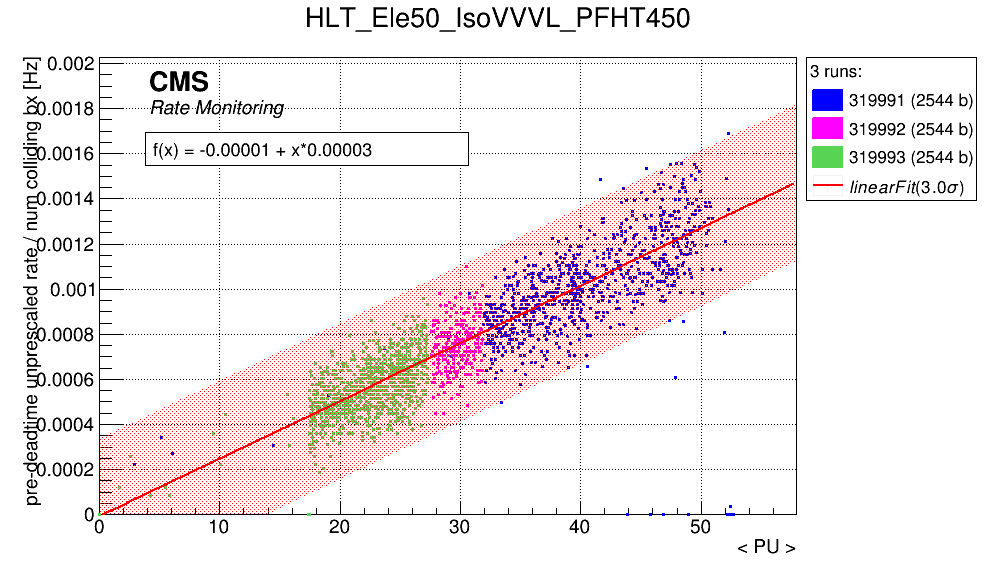 HLT_Ele50_IsoVVVL_PFHT450
pre-deadtime unprescaled rate / num colliding bx [Hz]
0.002
0.0018
0.0016
0.0014
0.0012
0.001
0.0008
0.0006
0.0004
0.0002
0
CMS
Rate Monitoring
f(x) = -0.00001 + x*0.00003
0 10 20 30 40 50
< PU >
3 runs:
319991 (2544 b)
319992 (2544 b)
319993 (2544 b)
linearFit(3.0σ)